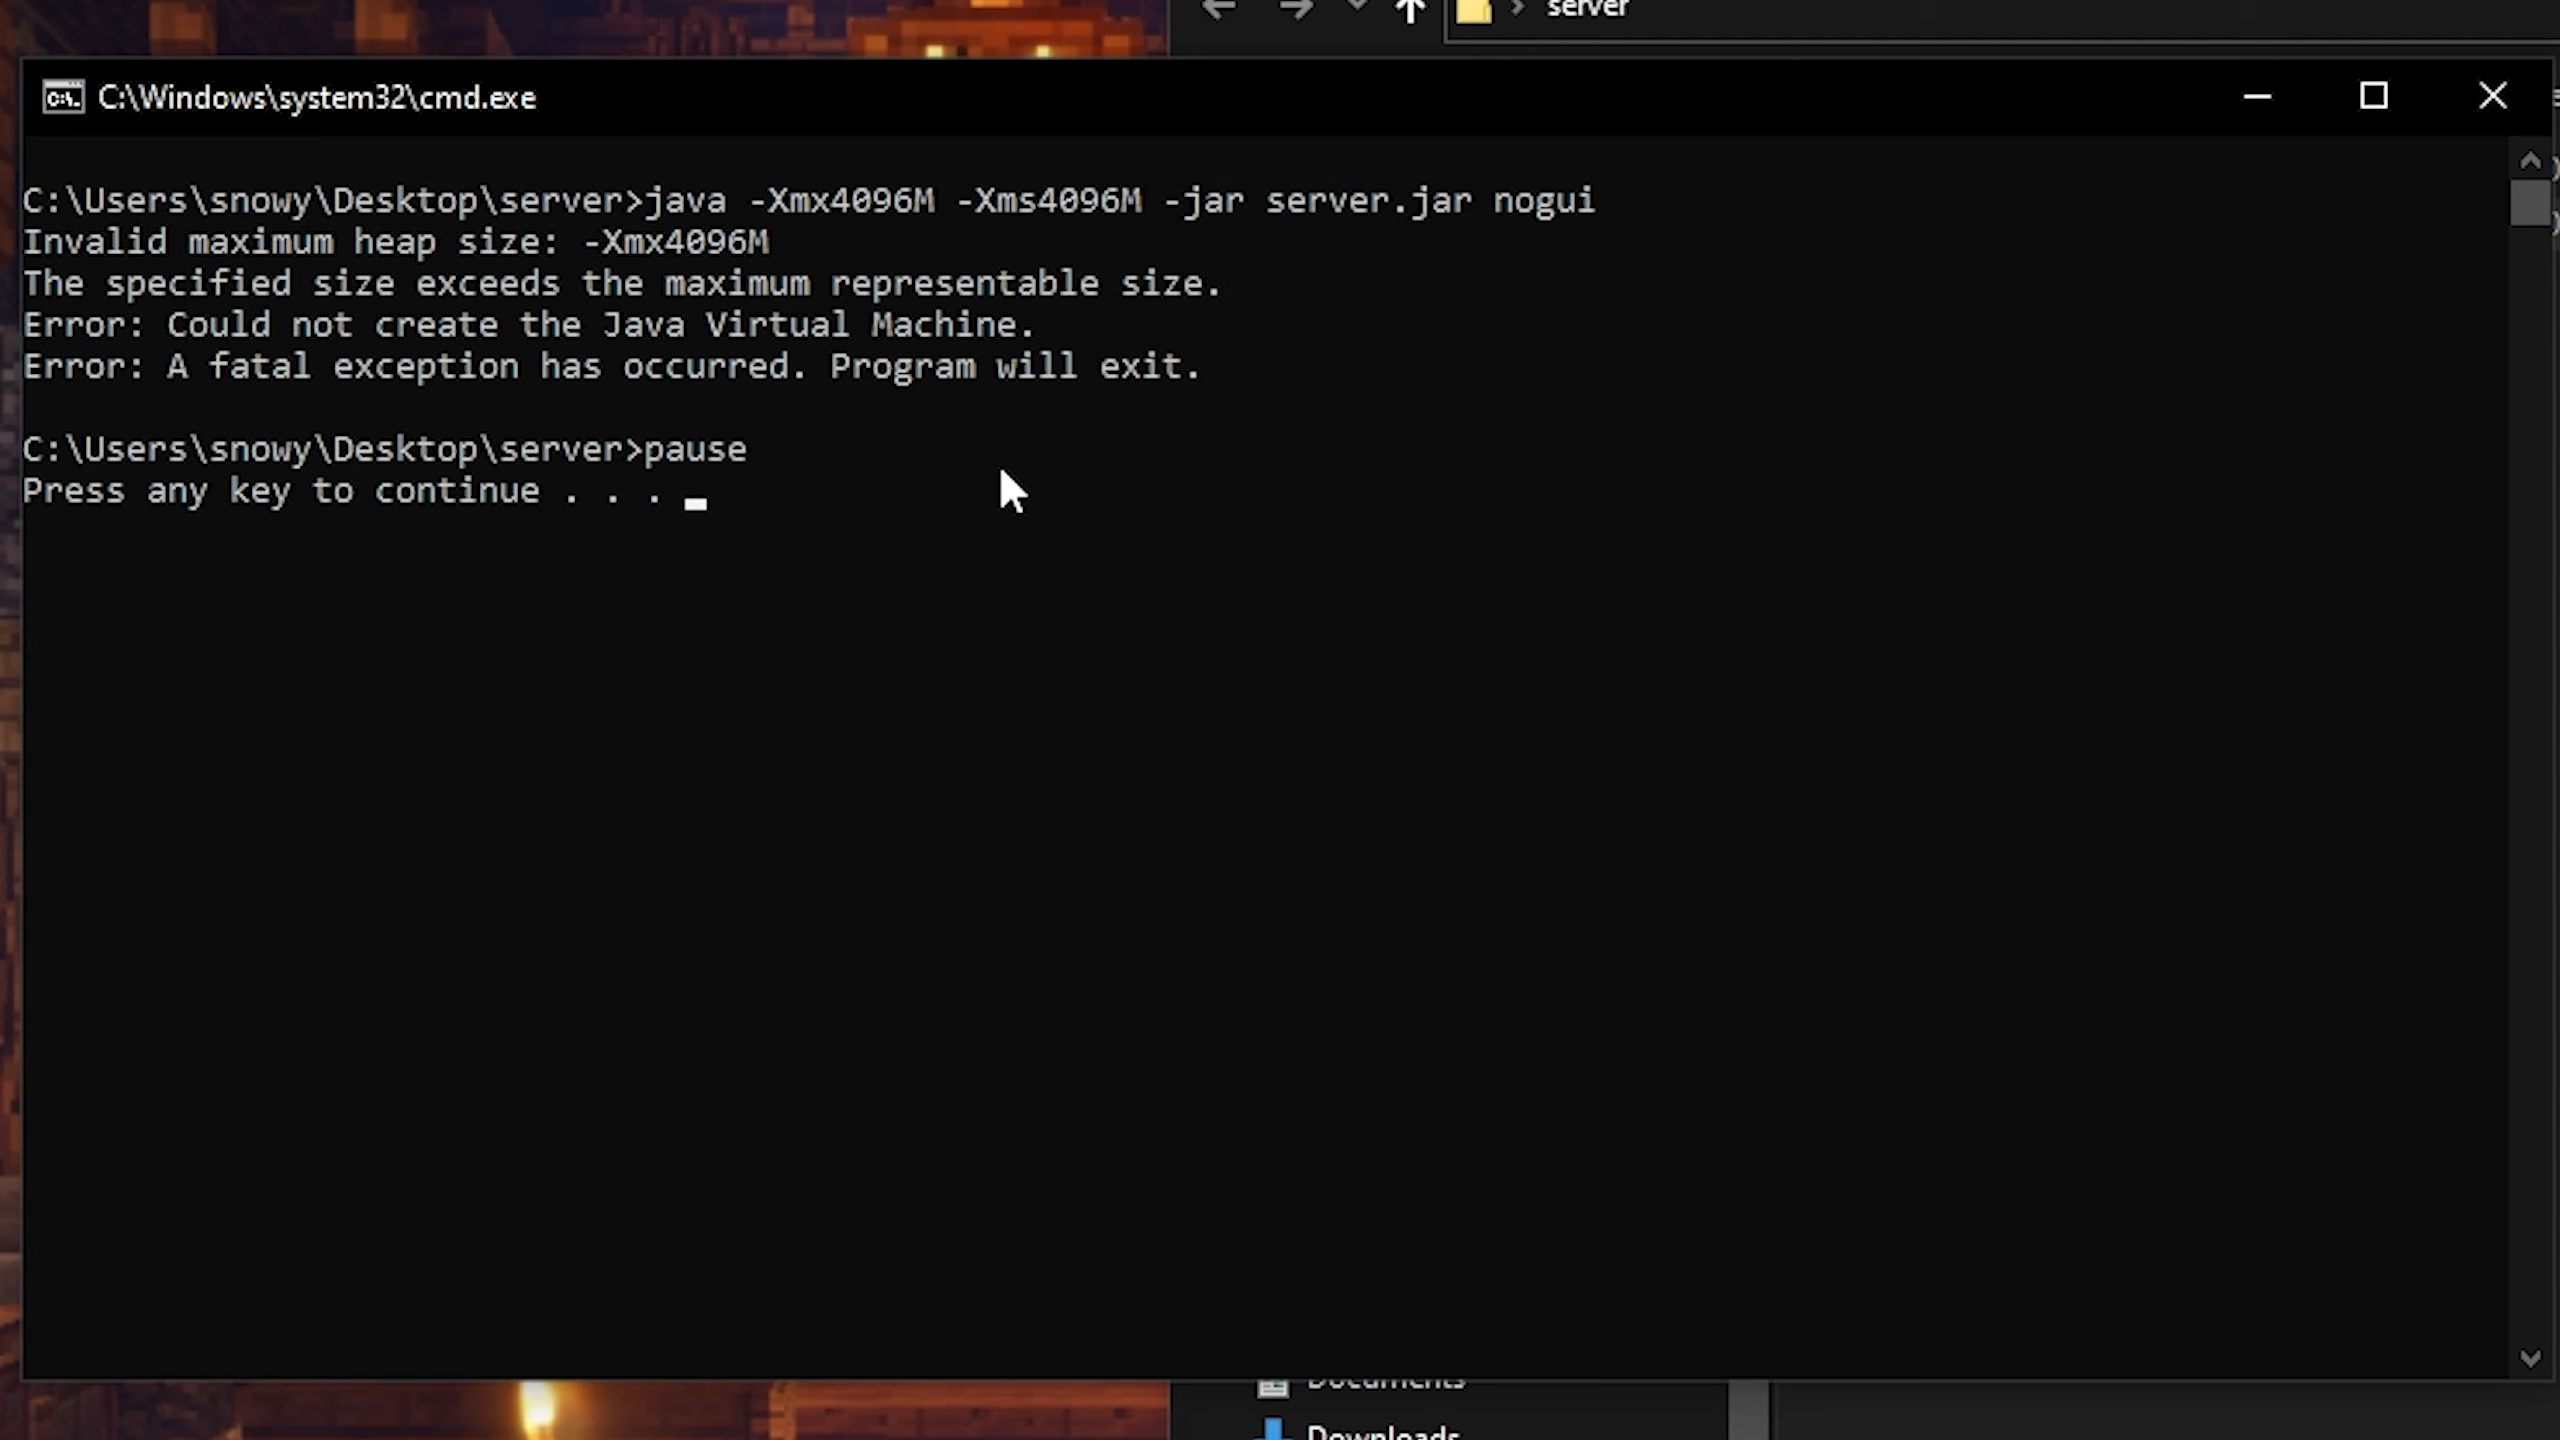 server
C:\Windows\system32\cmd.exe
C:\Users\snowy\Desktop\server>java -Xmx4096M -Xms4096M -jar server.jar nogui
Invalid maximum heap size: -Xmx4096M
The specified size exceeds the maximum representable size.
Error: Could not create the Java Virtual Machine.
Error: A fatal exception has occurred. Program will exit.
C:\Users\snowy\Desktop\server>pause
Press any key to continue . . .
Documents
Downloads